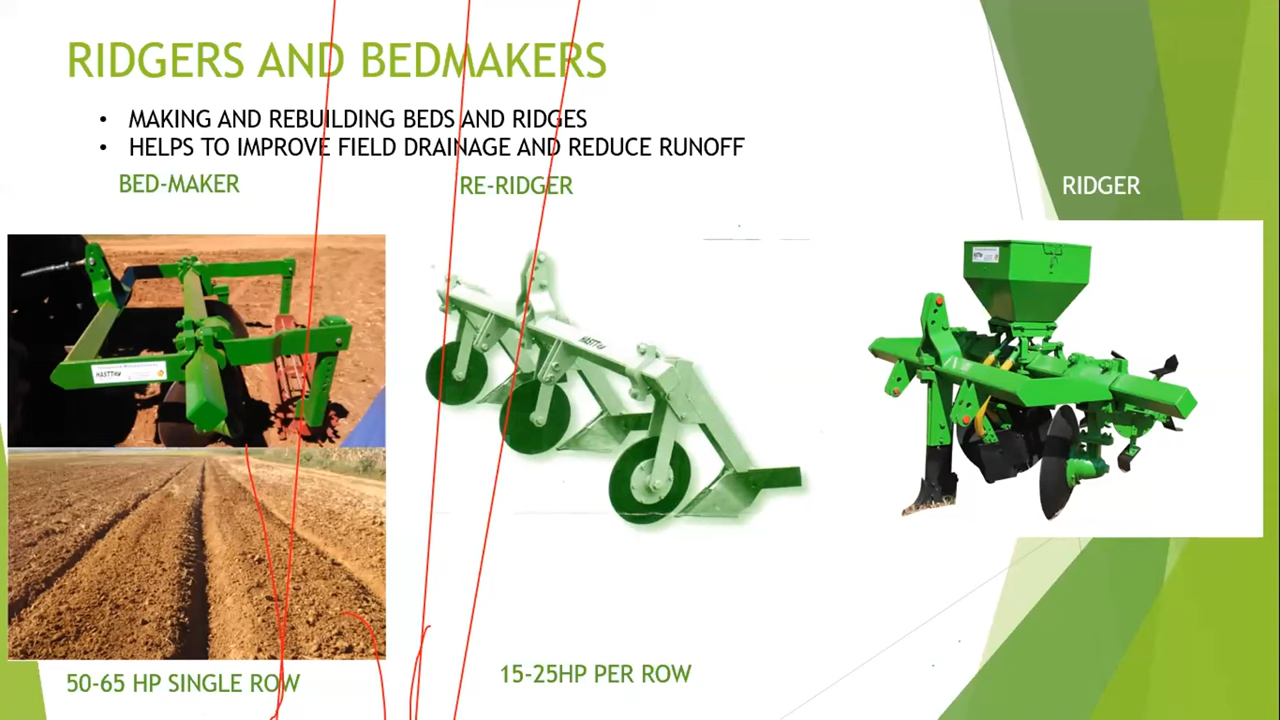 RIDGERS AND BEDMAKERS
• MAKING AND REBUILDING BEDS AND RIDGES
• HELPS TO IMPROVE FIELD DRAINAGE AND REDUCE RUNOFF
BED-MAKER
RE-RIDGER
RIDGER
HASTTNY
50-65 HP SINGLE ROW
15-25HP PER ROW